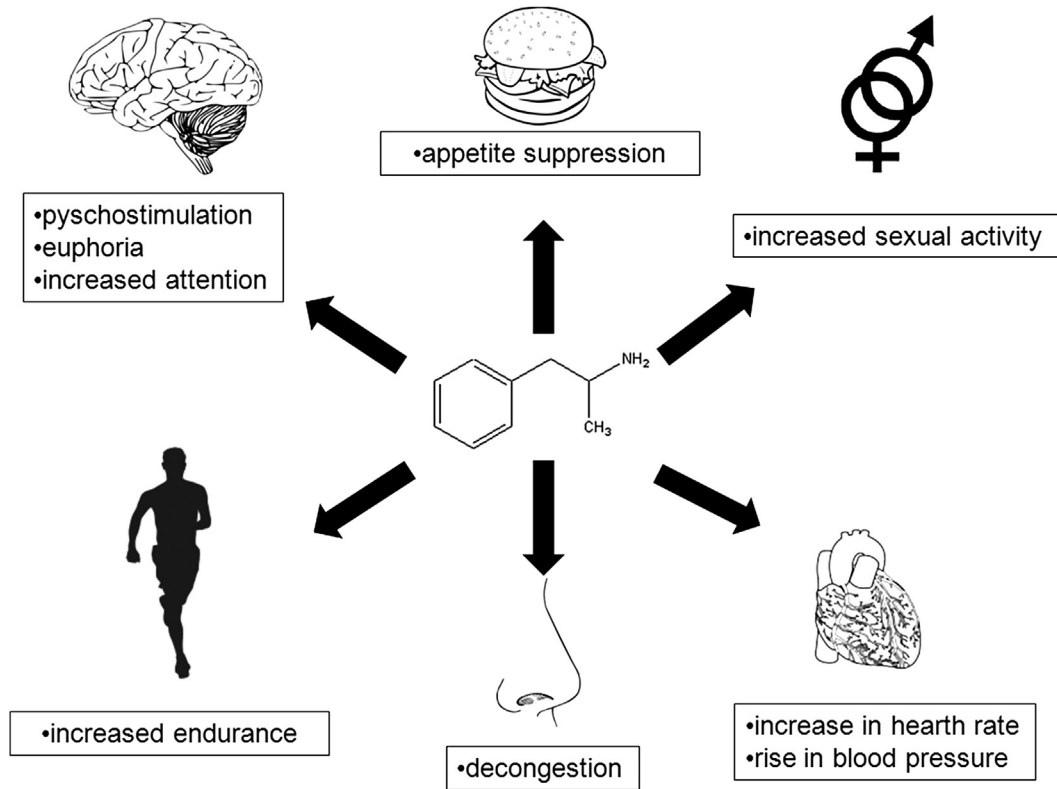 •appetite suppression
•pyschostimulation
•euphoria
•increased attention
•increased sexual activity
NH₂
CH₃
•increased endurance
•decongestion
•increase in hearth rate
•rise in blood pressure